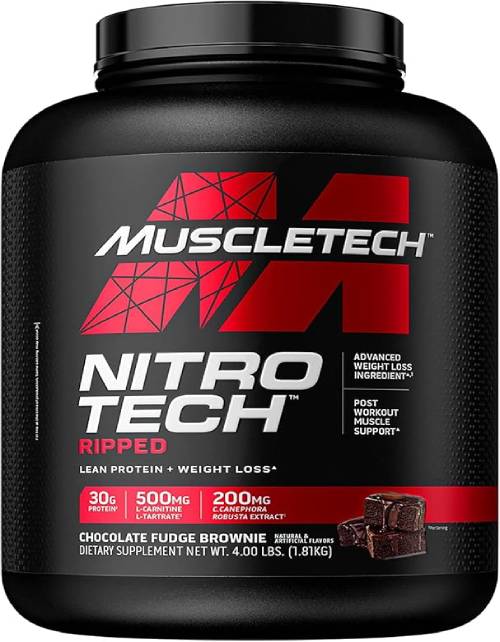 MUSCLETECH™
NITRO
TECH™
RIPPED
LEAN PROTEIN + WEIGHT LOSS▲
ADVANCED
WEIGHT LOSS
INGREDIENT
POST
WORKOUT
MUSCLE
SUPPORT▲
30G
PROTEIN
500MG
L-CARNITINE
L-TARTRATE
200MG
C.CANEPHORA
ROBUSTA EXTRACT
CHOCOLATE FUDGE BROWNIE NATURAL &
ARTIFICIAL FLAVORS
DIETARY SUPPLEMENT NET WT. 4.00 LBS. (1.81KG)